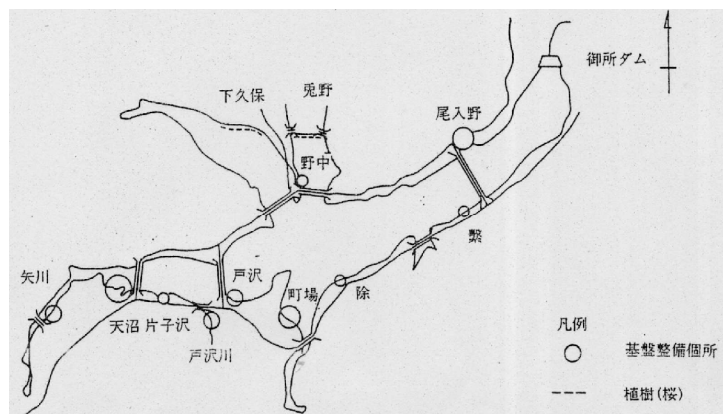 御所ダム
兎野
下久保
尾入野
野中
繋
矢川
戸沢
町場
除
天沼
片子沢
戸沢川
凡例
基盤整備個所
植樹(桜)